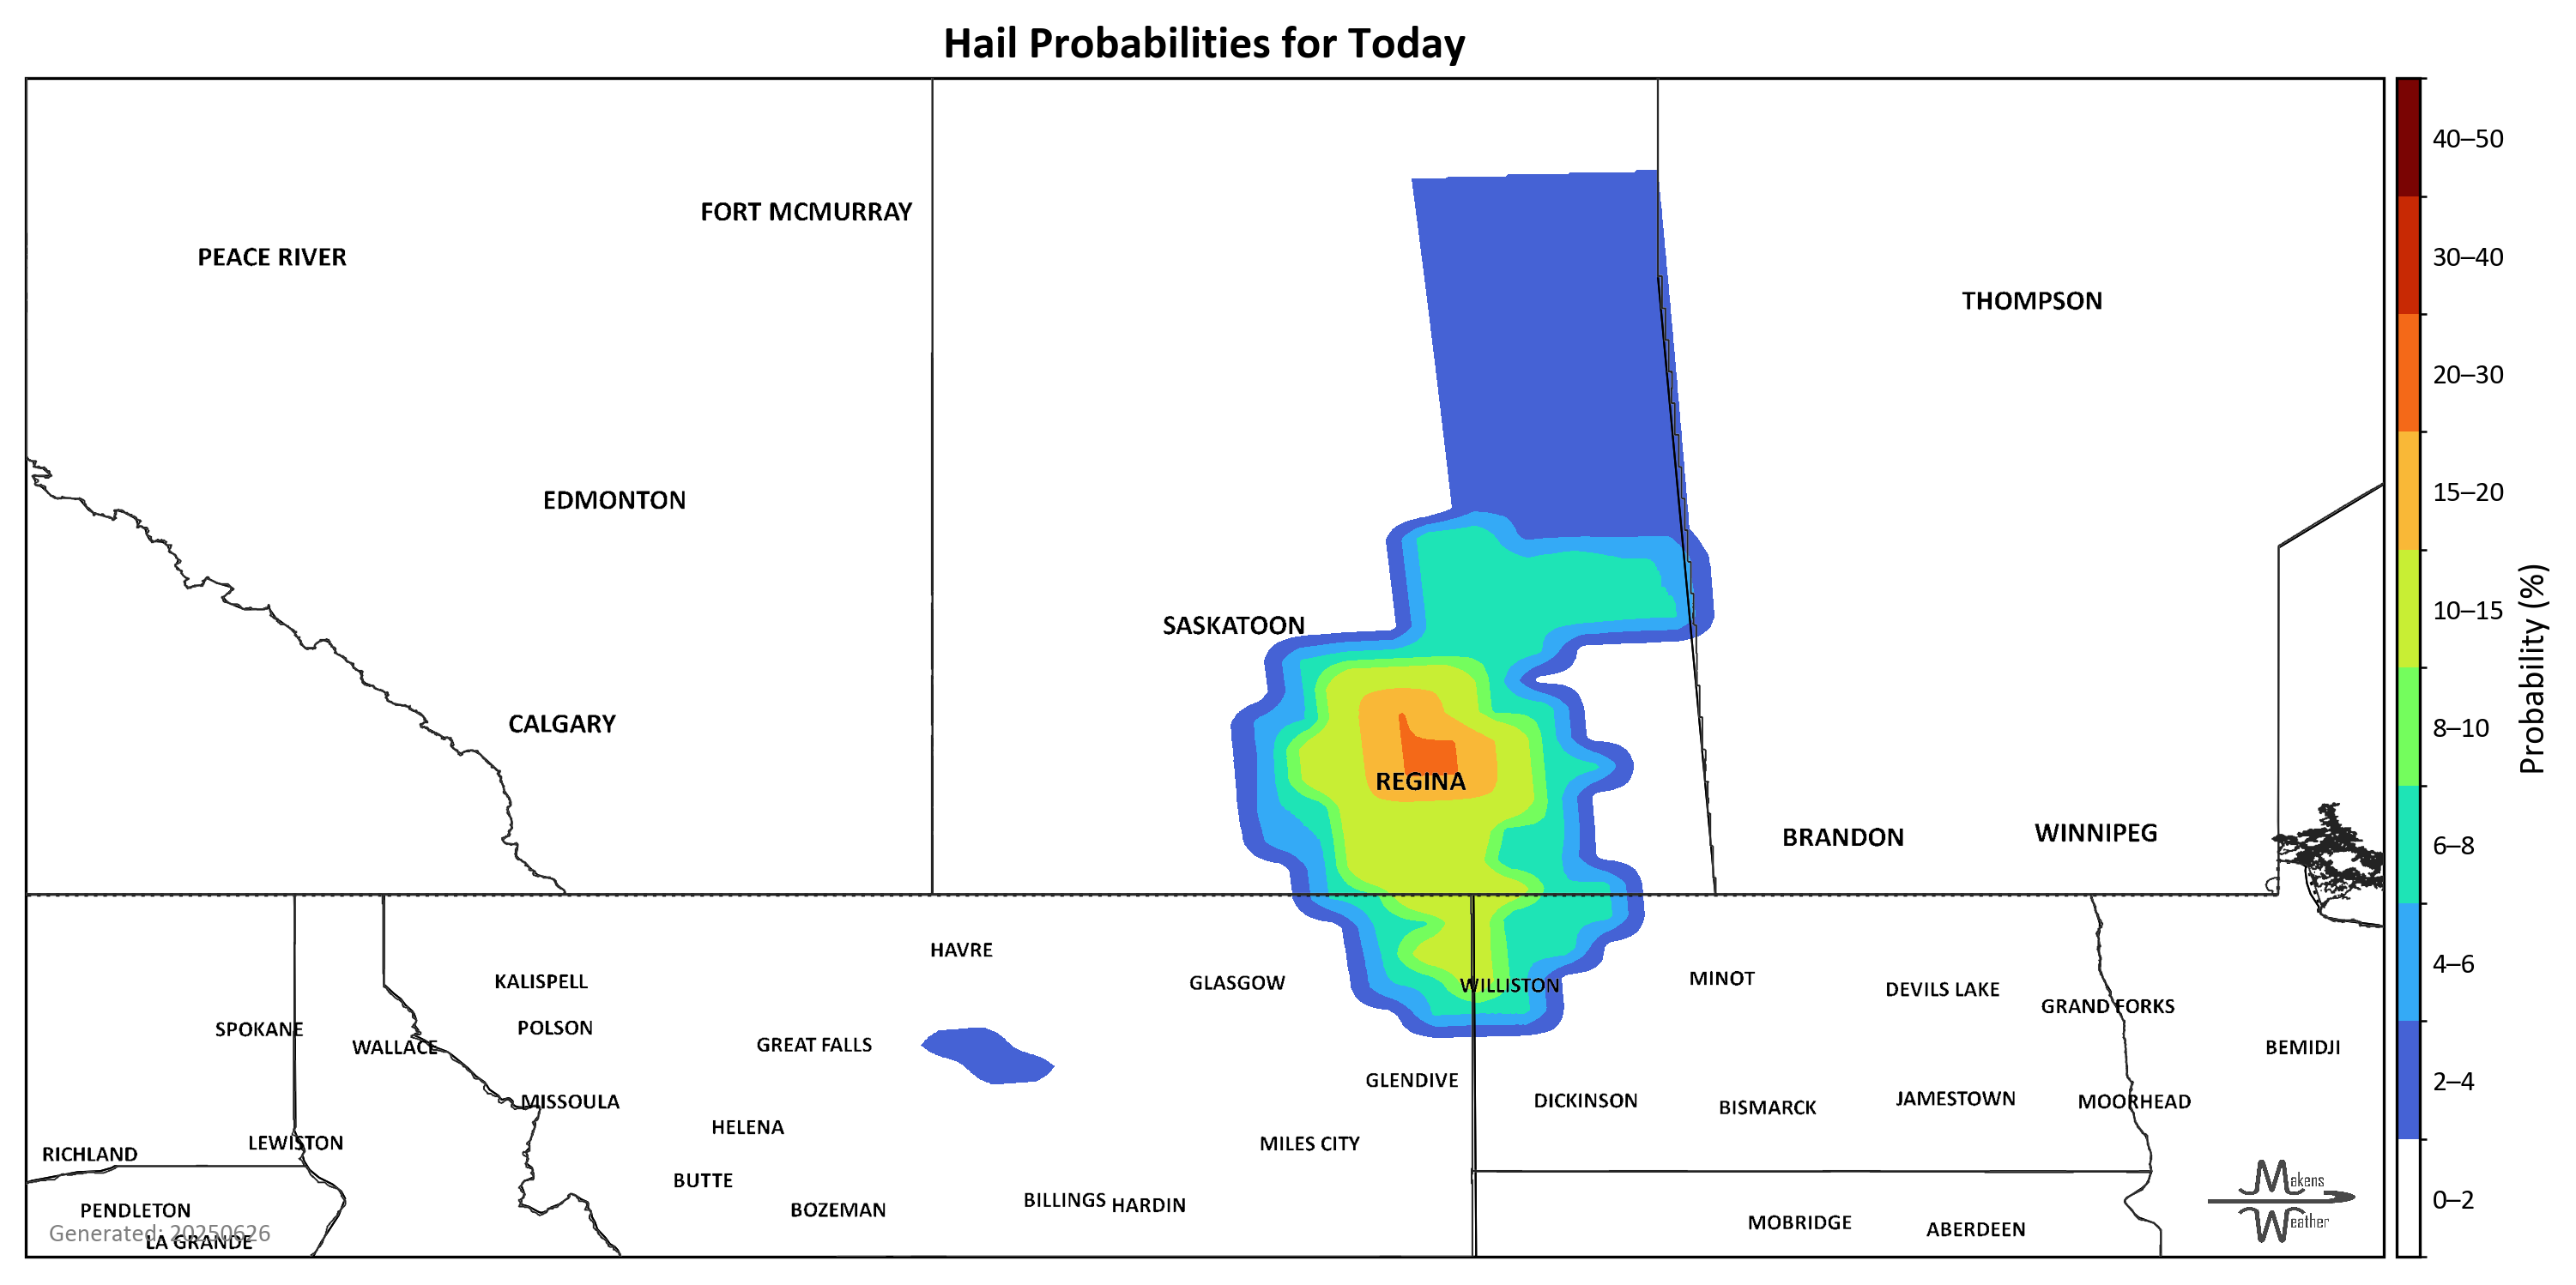 Hail Probabilities for Today
40–50
FORT MCMURRAY
30–40
PEACE RIVER
THOMPSON
20–30
15–20
EDMONTON
10–15
SASKATOON
Probability (%)
CALGARY
8–10
REGINA
BRANDON
WINNIPEG
6–8
HAVRE
4–6
KALISPELL
GLASGOW
WILLISTON
MINOT
DEVILS LAKE
GRAND FORKS
SPOKANE
POLSON
WALLACE
GREAT FALLS
BEMIDJI
GLENDIVE
2–4
MISSOULA
DICKINSON
BISMARCK
JAMESTOWN
MOORHEAD
HELENA
LEWISTON
MILES CITY
RICHLAND
BUTTE
Makens
Weather
0–2
PENDLETON
BOZEMAN
BILLINGS
HARDIN
MOBRIDGE
ABERDEEN
Generated: 20250626
LA GRANDE